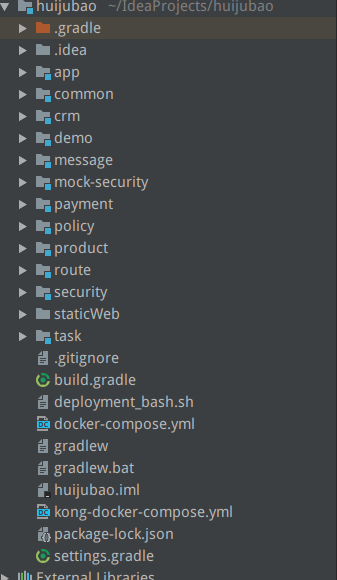 huijubao ~/IdeaProjects/huijubao
.gradle
.idea
app
common
crm
demo
message
mock-security
payment
policy
product
route
security
staticWeb
task
.gitignore
build.gradle
deployment_bash.sh
docker-compose.yml
gradlew
gradlew.bat
huijubao.iml
kong-docker-compose.yml
package-lock.json
settings.gradle
External Libraries